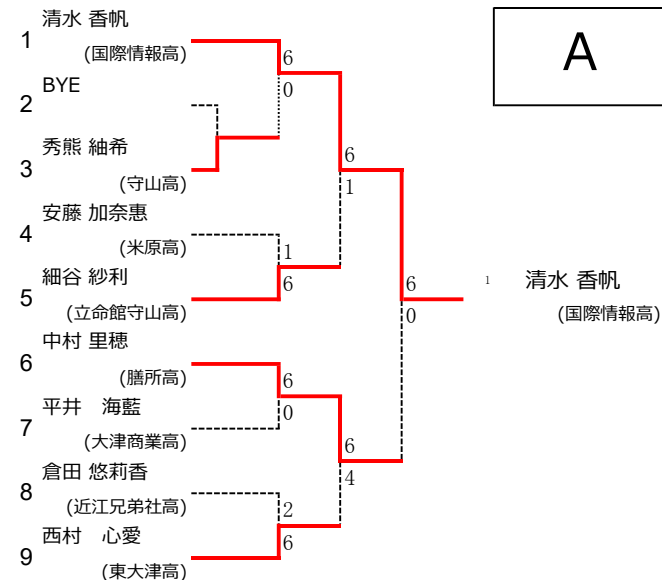 A
1 清水 香帆
(国際情報高)
2 BYE
3 秀熊 紬希
(守山高)
4 安藤 加奈惠
(米原高)
5 細谷 紗利
(立命館守山高)
6 中村 里穂
(膳所高)
7 平井　海藍
(大津商業高)
8 倉田 悠莉香
(近江兄弟社高)
9 西村　心愛
(東大津高)
6
0
1
6
6
0
2
6
6
1
6
4
6
0
1 清水 香帆
(国際情報高)